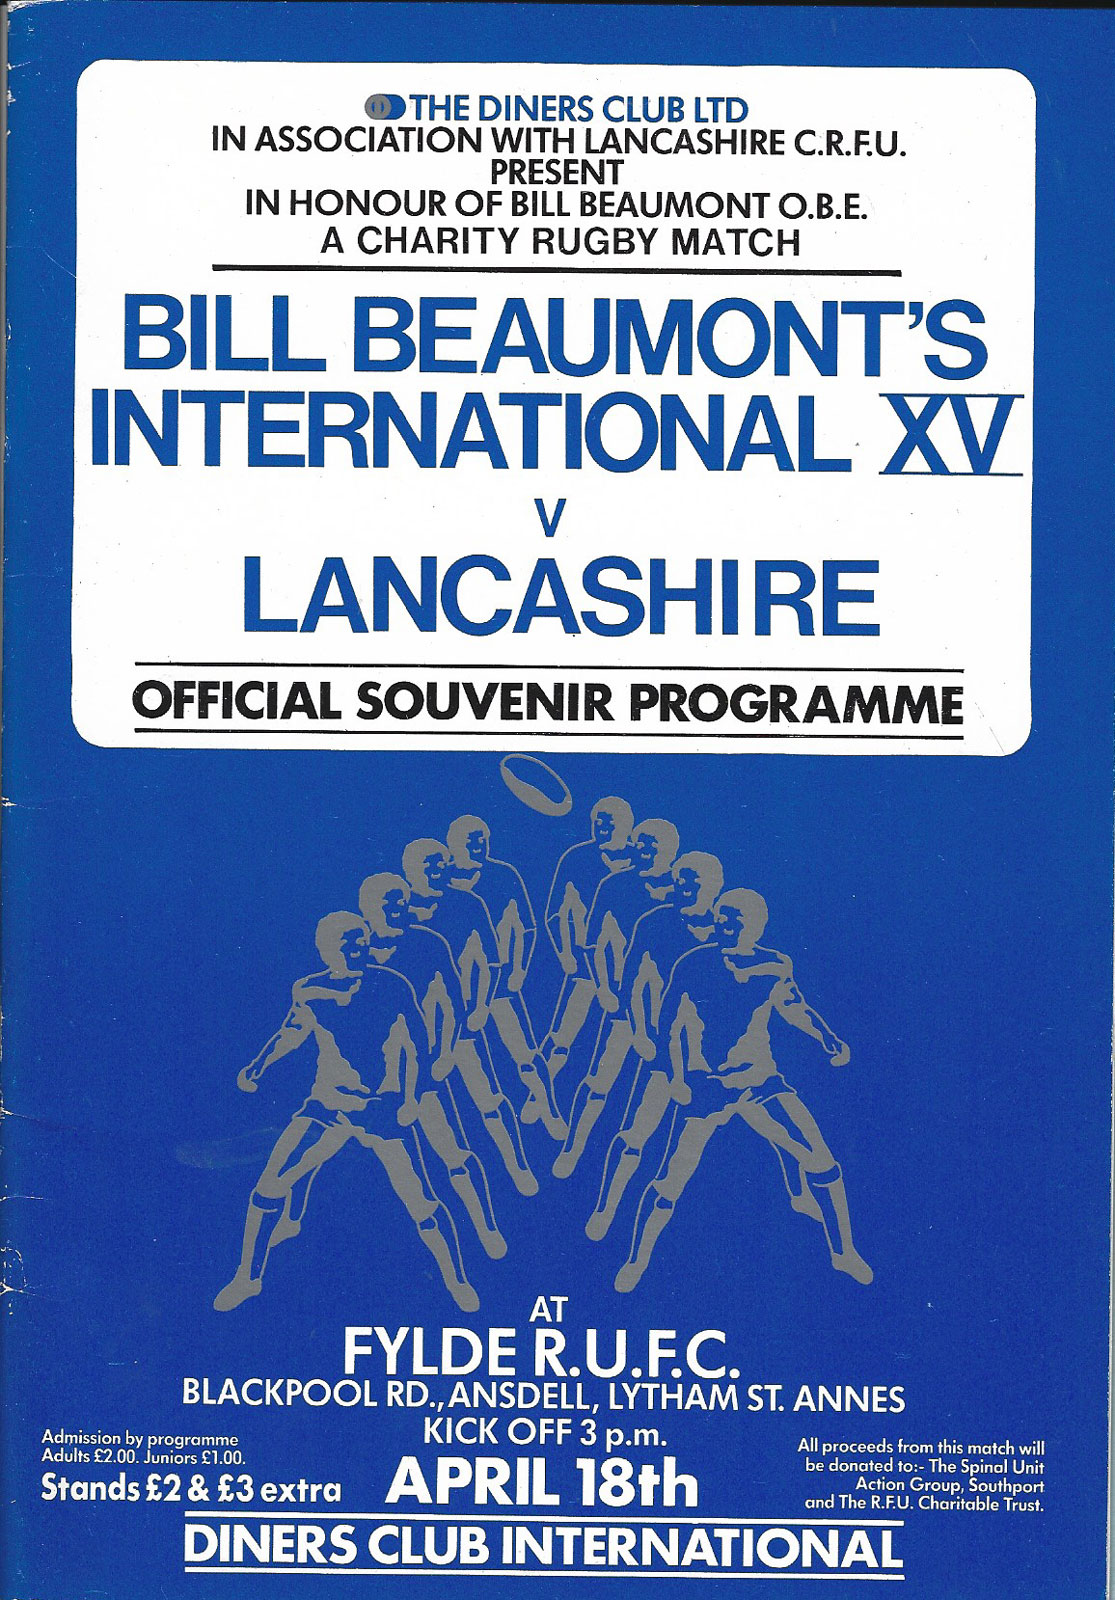 THE DINERS CLUB LTD
IN ASSOCIATION WITH LANCASHIRE C.R.F.U.
PRESENT
IN HONOUR OF BILL BEAUMONT O.B.E.
A CHARITY RUGBY MATCH
BILL BEAUMONT'S
INTERNATIONAL XV
V
LANCASHIRE
OFFICIAL SOUVENIR PROGRAMME
AT
FYLDE R.U.F.C.
BLACKPOOL RD., ANSDELL, LYTHAM ST. ANNES
KICK OFF 3 p.m.
APRIL 18th
Admission by programme
Adults £2.00. Juniors £1.00.
Stands £2 & £3 extra
All proceeds from this match will
be donated to:- The Spinal Unit
Action Group, Southport
and The R.F.U. Charitable Trust.
DINERS CLUB INTERNATIONAL